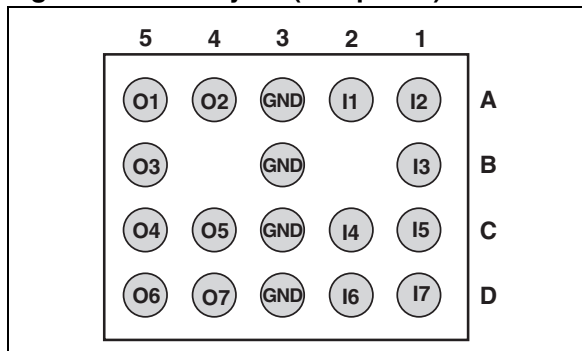 5 4 3 2 1
O1 O2 GND I1 I2 A
O3 GND I3 B
O4 O5 GND I4 I5 C
O6 O7 GND I6 I7 D